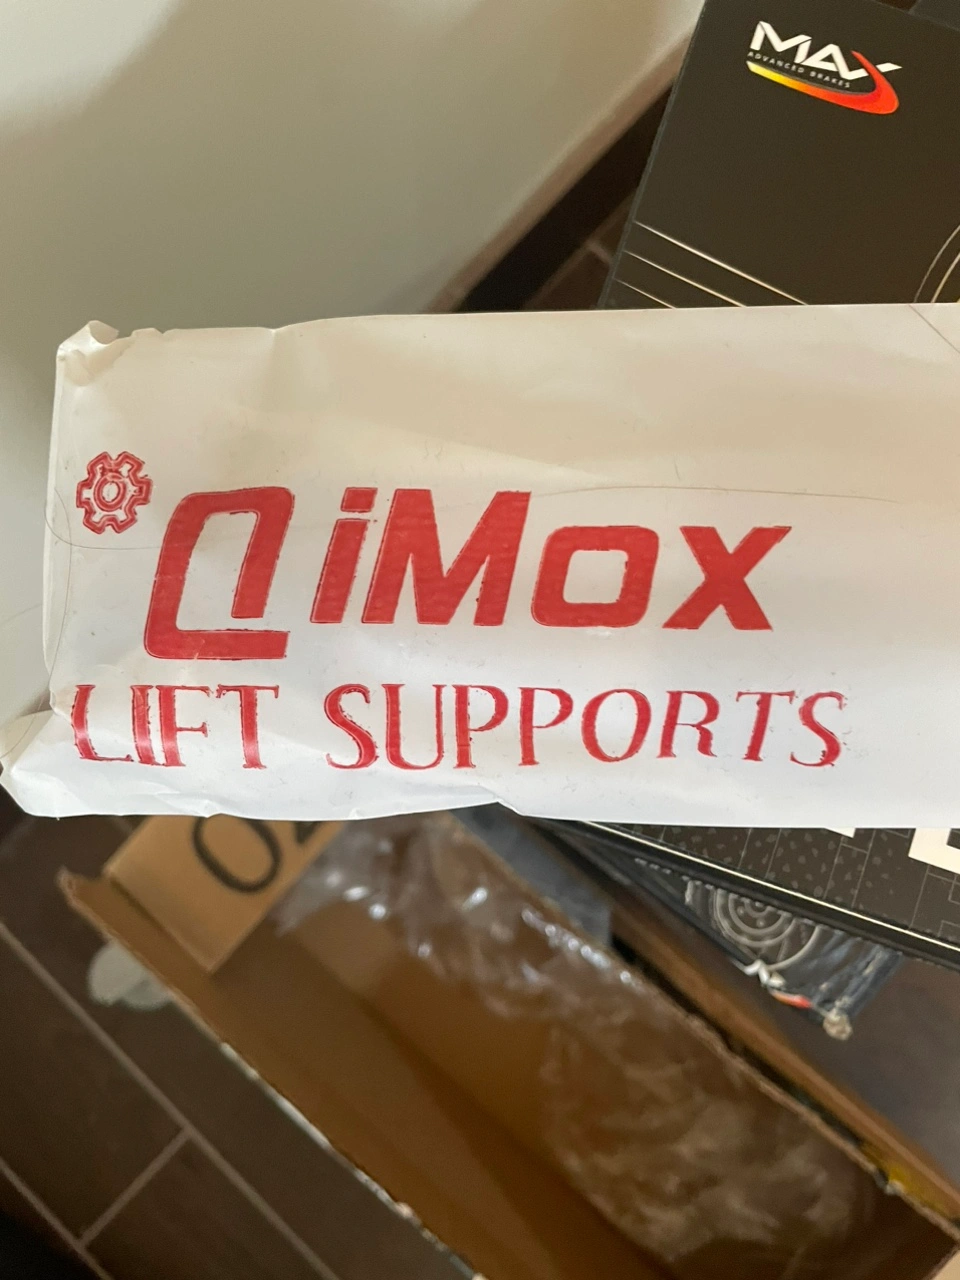 MAX
ADVANCED BRAKES
QiMox
LIFT SUPPORTS